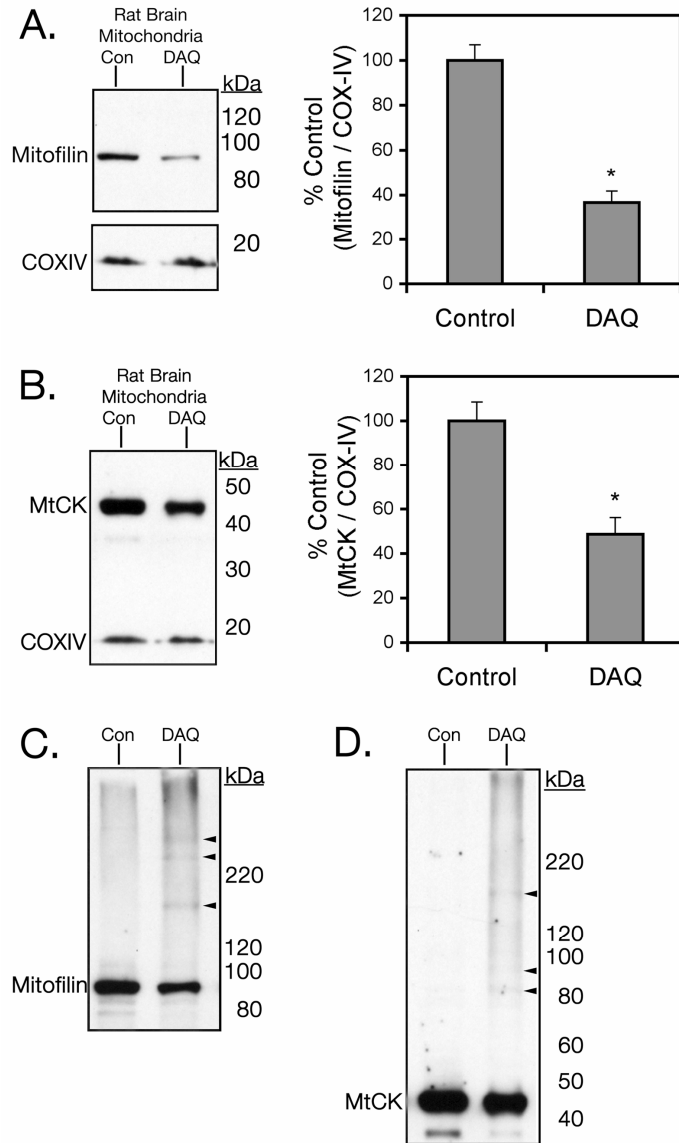 A.
Rat Brain
Mitochondria
Con DAQ
kDa
120
100
80
20
Mitofilin
COXIV
% Control
(Mitofilin / COX-IV)
120
100
80
60
40
20
0
*
Control DAQ
B.
Rat Brain
Mitochondria
Con DAQ
kDa
50
40
30
20
MtCK
COXIV
% Control
(MtCK / COX-IV)
120
100
80
60
40
20
0
*
Control DAQ
C.
Con DAQ
kDa
220
120
100
80
Mitofilin
D.
Con DAQ
kDa
220
120
100
80
60
50
40
MtCK